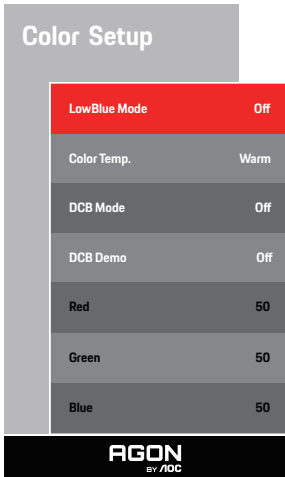 Color Setup
LowBlue Mode Off
Color Temp. Warm
DCB Mode Off
DCB Demo Off
Red 50
Green 50
Blue 50
AGON
BY AOC